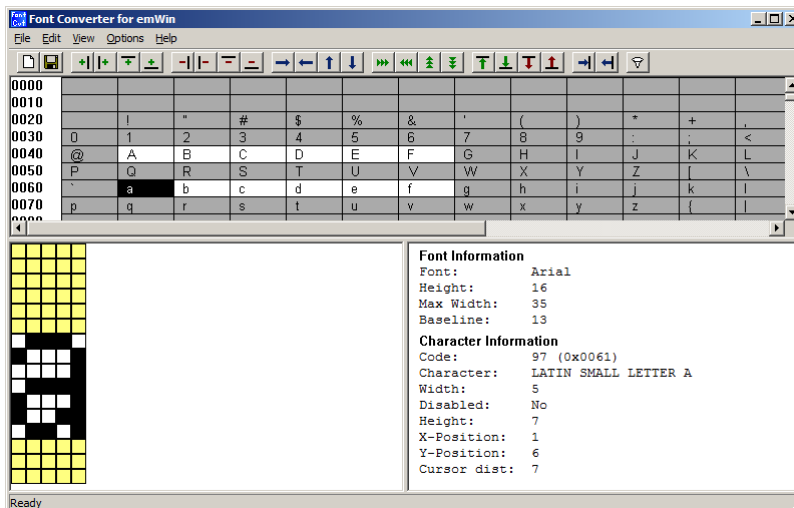 Font Converter for emWin
File Edit View Options Help
0000
0010
0020 ! " # $ % & ' ( ) * + ,
0030 0 1 2 3 4 5 6 7 8 9 : ; <
0040 @ A B C D E F G H I J K L
0050 P Q R S T U V W X Y Z [ \
0060 ` a b c d e f g h i j k l
0070 p q r s t u v w x y z { |
Font Information
Font: Arial
Height: 16
Max Width: 35
Baseline: 13
Character Information
Code: 97 (0x0061)
Character: LATIN SMALL LETTER A
Width: 5
Disabled: No
Height: 7
X-Position: 1
Y-Position: 6
Cursor dist: 7
Ready